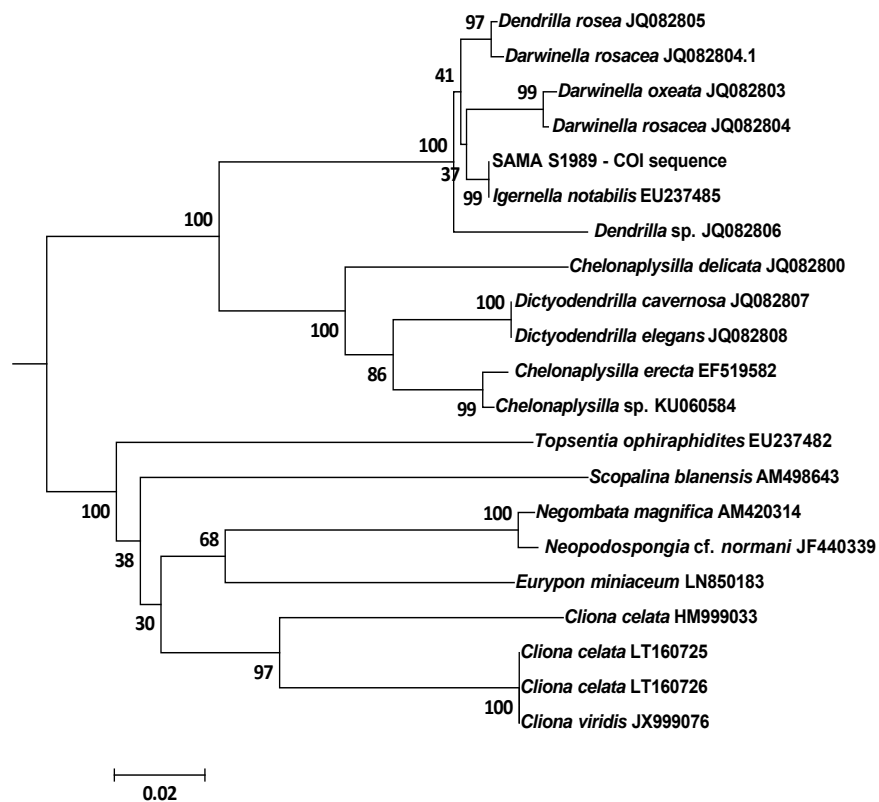 97
Dendrilla rosea JQ082805
Darwinella rosacea JQ082804.1
41
99
Darwinella oxeata JQ082803
Darwinella rosacea JQ082804
100
SAMA S1989 - COI sequence
37
99
Igernella notabilis EU237485
100
Dendrilla sp. JQ082806
Chelonaplysilla delicata JQ082800
100
100
Dictyodendrilla cavernosa JQ082807
Dictyodendrilla elegans JQ082808
86
Chelonaplysilla erecta EF519582
99
Chelonaplysilla sp. KU060584
Topsentia ophiraphidites EU237482
100
Scopalina blanensis AM498643
100
Negombata magnifica AM420314
68
38
Neopodospongia cf. normani JF440339
Eurypon miniaceum LN850183
30
Cliona celata HM999033
97
Cliona celata LT160725
Cliona celata LT160726
100
Cliona viridis JX999076
0.02